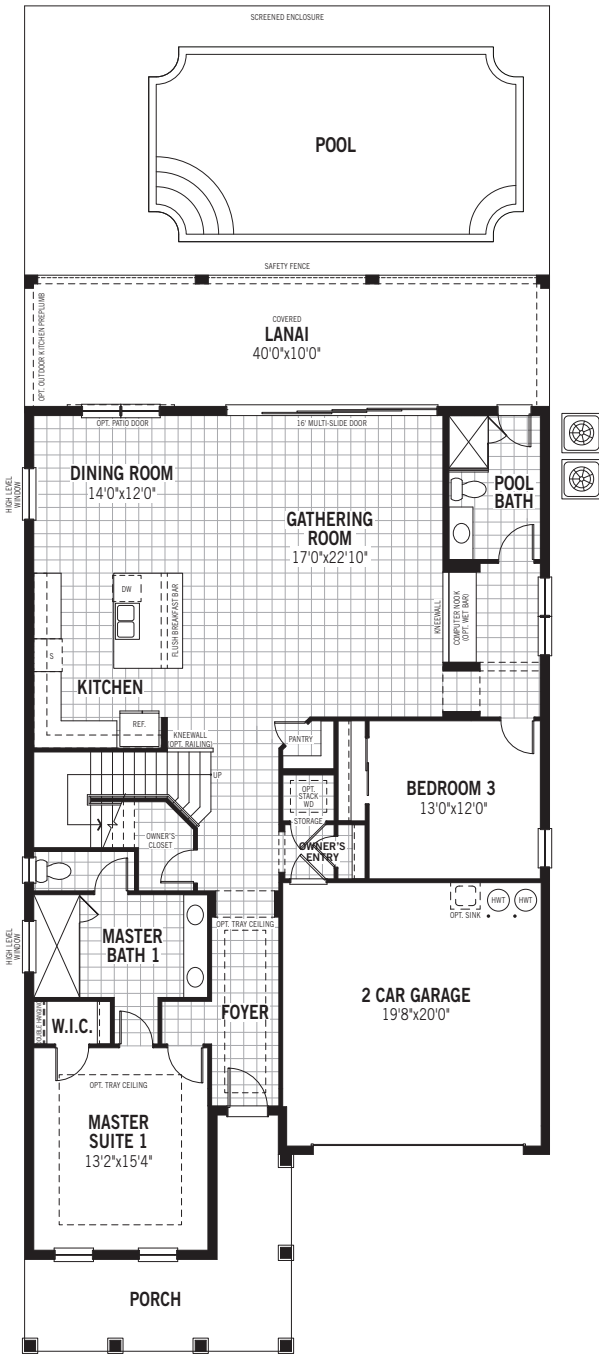 SCREENED ENCLOSURE
POOL
SAFETY FENCE
OPT. OUTDOOR KITCHEN PREPLUMB
COVERED
LANAI
40'0"x10'0"
OPT. PATIO DOOR
16' MULTI-SLIDE DOOR
HIGH LEVEL
WINDOW
DINING ROOM
14'0"x12'0"
GATHERING
ROOM
17'0"x22'10"
POOL
BATH
DW
FLUSH BREAKFAST BAR
KNEEWALL
COMPUTER NOOK
(OPT. WET BAR)
S
KITCHEN
REF.
KNEEWALL
(OPT. RAILING)
PANTRY
UP
OPT.
STACK
WD
STORAGE
BEDROOM 3
13'0"x12'0"
OWNER'S
CLOSET
OWNER'S
ENTRY
HIGH LEVEL
WINDOW
MASTER
BATH 1
OPT. TRAY CEILING
OPT. SINK
HWT
HWT
2 CAR GARAGE
19'8"x20'0"
DOUBLE HANGING
W.I.C.
FOYER
OPT. TRAY CEILING
MASTER
SUITE 1
13'2"x15'4"
PORCH